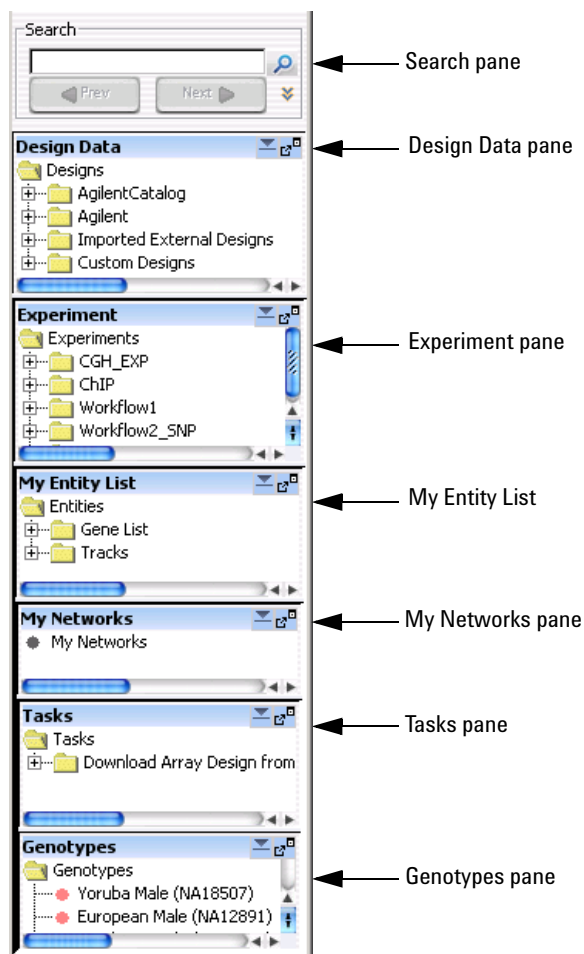 Search
Search pane
Prev Next
Design Data
Design Data pane
Designs
AgilentCatalog
Agilent
Imported External Designs
Custom Designs
Experiment
Experiment pane
Experiments
CGH_EXP
ChIP
Workflow1
Workflow2_SNP
My Entity List
My Entity List
Entities
Gene List
Tracks
My Networks
My Networks pane
My Networks
Tasks
Tasks pane
Tasks
Download Array Design from
Genotypes
Genotypes pane
Genotypes
Yoruba Male (NA18507)
European Male (NA12891)